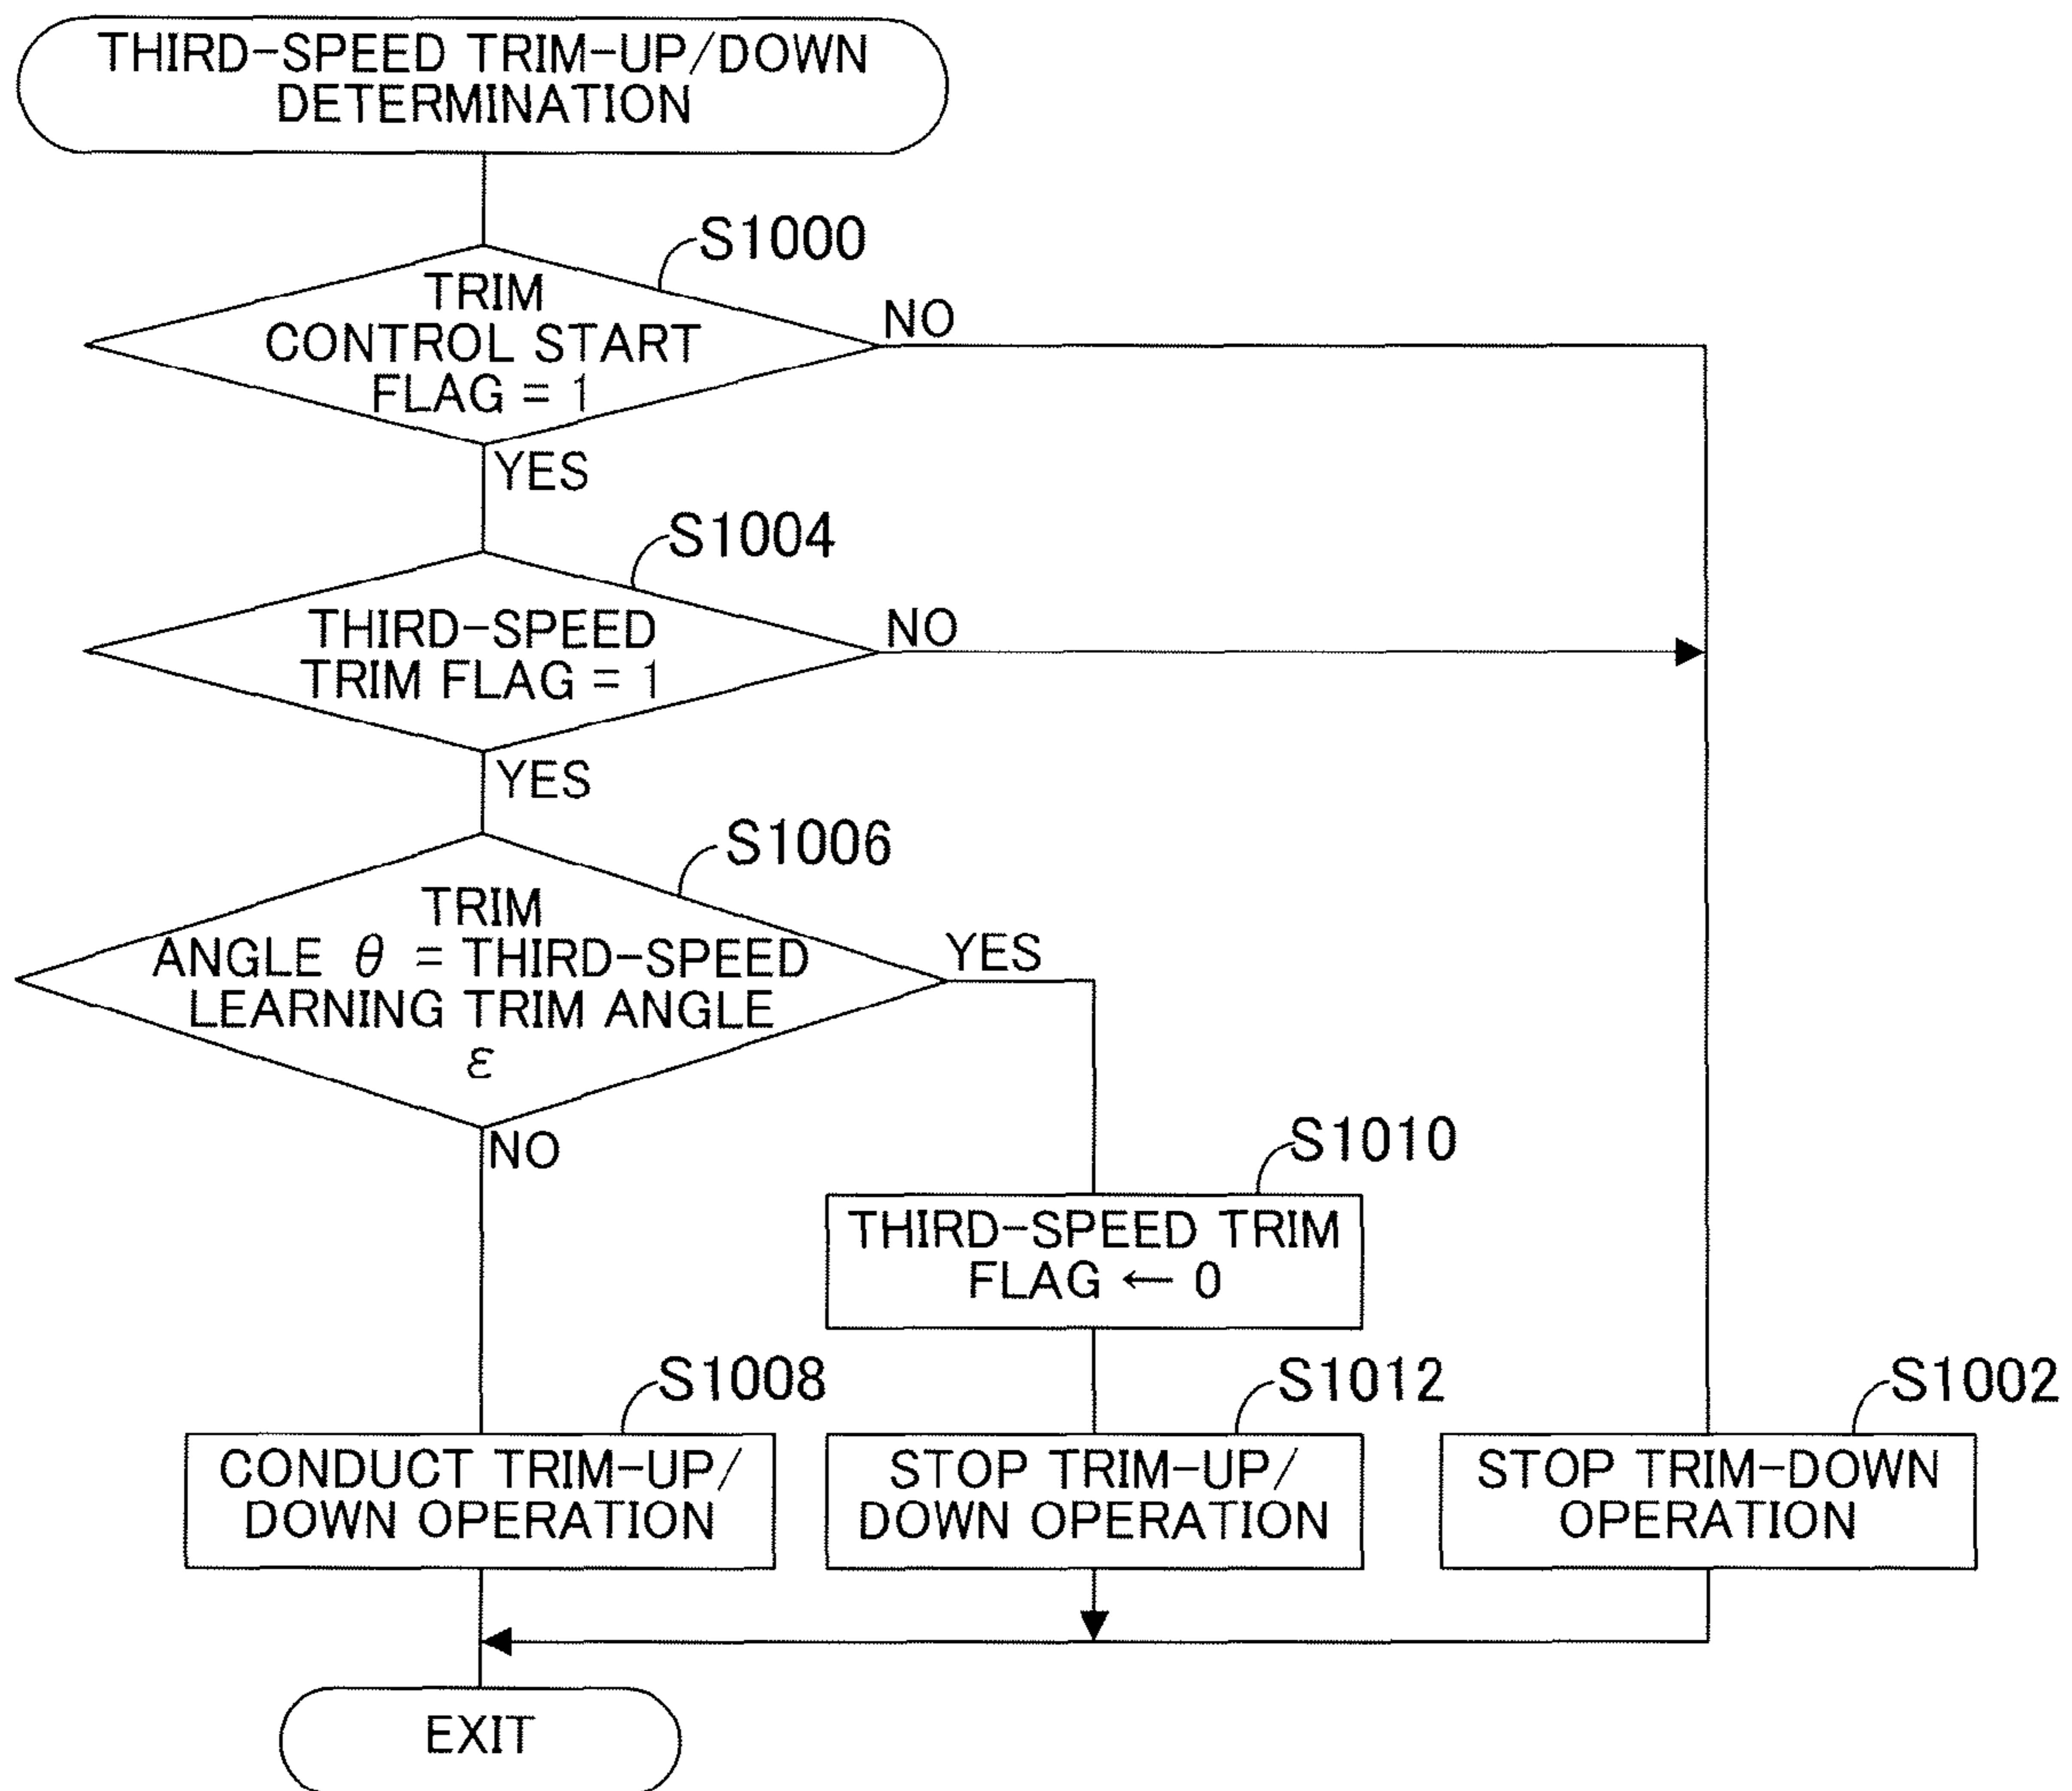 THIRD-SPEED TRIM-UP/DOWN
DETERMINATION
S1000
TRIM
CONTROL START
FLAG = 1
NO
YES
S1004
THIRD-SPEED
TRIM FLAG = 1
NO
YES
S1006
TRIM
ANGLE θ = THIRD-SPEED
LEARNING TRIM ANGLE
ε
YES
NO
S1010
THIRD-SPEED TRIM
FLAG ← 0
S1008
CONDUCT TRIM-UP/
DOWN OPERATION
S1012
STOP TRIM-UP/
DOWN OPERATION
S1002
STOP TRIM-DOWN
OPERATION
EXIT